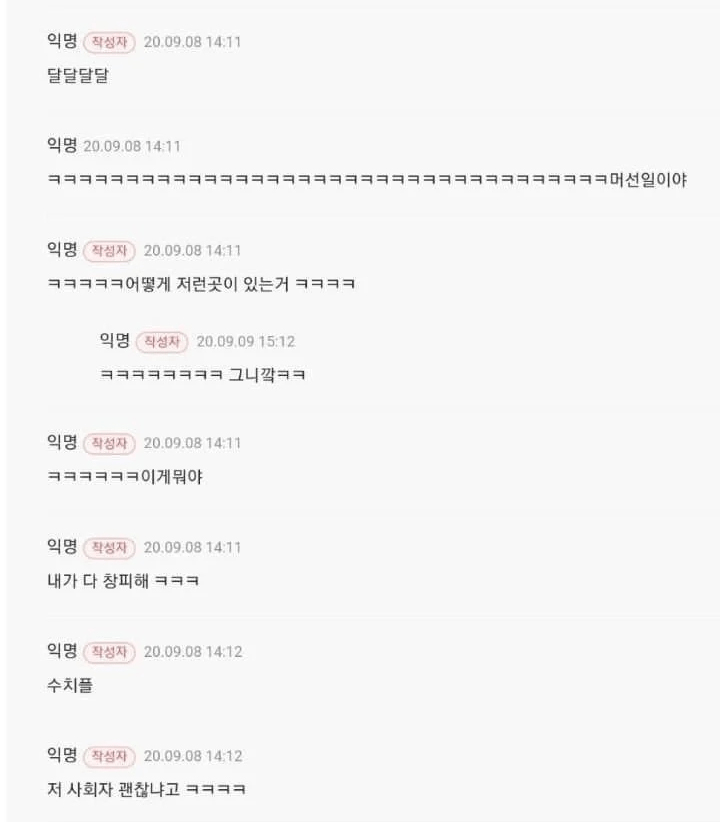 익명 작성자 20.09.08 14:11
달달달달
익명 20.09.08 14:11
ㅋㅋㅋㅋㅋㅋㅋㅋㅋㅋㅋㅋㅋㅋㅋㅋㅋㅋㅋㅋㅋㅋㅋㅋㅋㅋㅋㅋㅋㅋㅋㅋㅋㅋㅋㅋ머선일이야
익명 작성자 20.09.08 14:11
ㅋㅋㅋㅋㅋ어떻게 저런곳이 있는거 ㅋㅋㅋㅋ
익명 작성자 20.09.09 15:12
ㅋㅋㅋㅋㅋㅋㅋㅋ 그니깤ㅋㅋ
익명 작성자 20.09.08 14:11
ㅋㅋㅋㅋㅋㅋ이게뭐야
익명 작성자 20.09.08 14:11
내가 다 창피해 ㅋㅋㅋ
익명 작성자 20.09.08 14:12
수치플
익명 작성자 20.09.08 14:12
저 사회자 괜찮냐고 ㅋㅋㅋㅋ